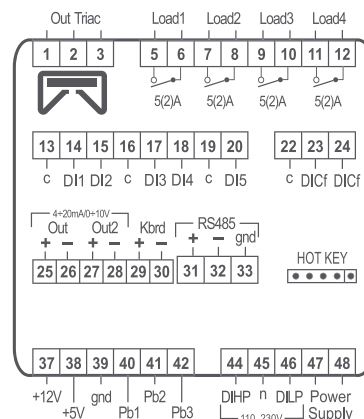 Out Triac Load1 Load2 Load3 Load4
1 2 3 5 6 7 8 9 10 11 12
5(2)A 5(2)A 5(2)A 5(2)A
13 14 15 16 17 18 19 20 22 23 24
c DI1 DI2 c DI3 DI4 c DI5 c DICf DICf
4÷20mA/0÷10V
Out Out2 Kbrd RS485
+ − + − + − + − gnd
25 26 27 28 29 30 31 32 33
HOT KEY
37 38 39 40 41 42 44 45 46 47 48
+12V gnd Pb2 DIHP n DILP Power
+5V Pb1 Pb3 110..230V Supply